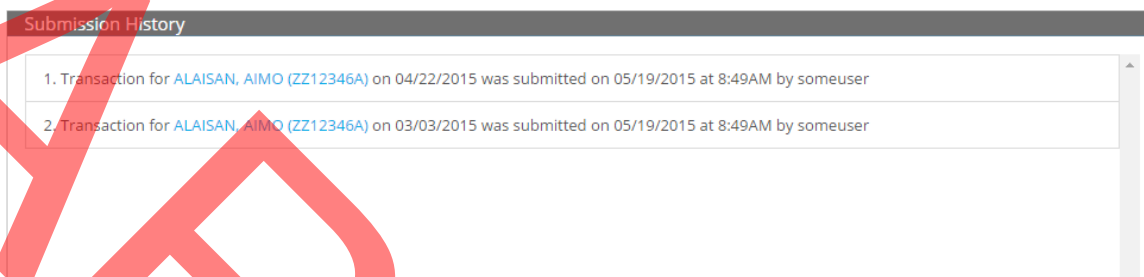 Submission History
1. Transaction for ALAISAN, AIMO (ZZ12346A) on 04/22/2015 was submitted on 05/19/2015 at 8:49AM by someuser
2. Transaction for ALAISAN, AIMO (ZZ12346A) on 03/03/2015 was submitted on 05/19/2015 at 8:49AM by someuser